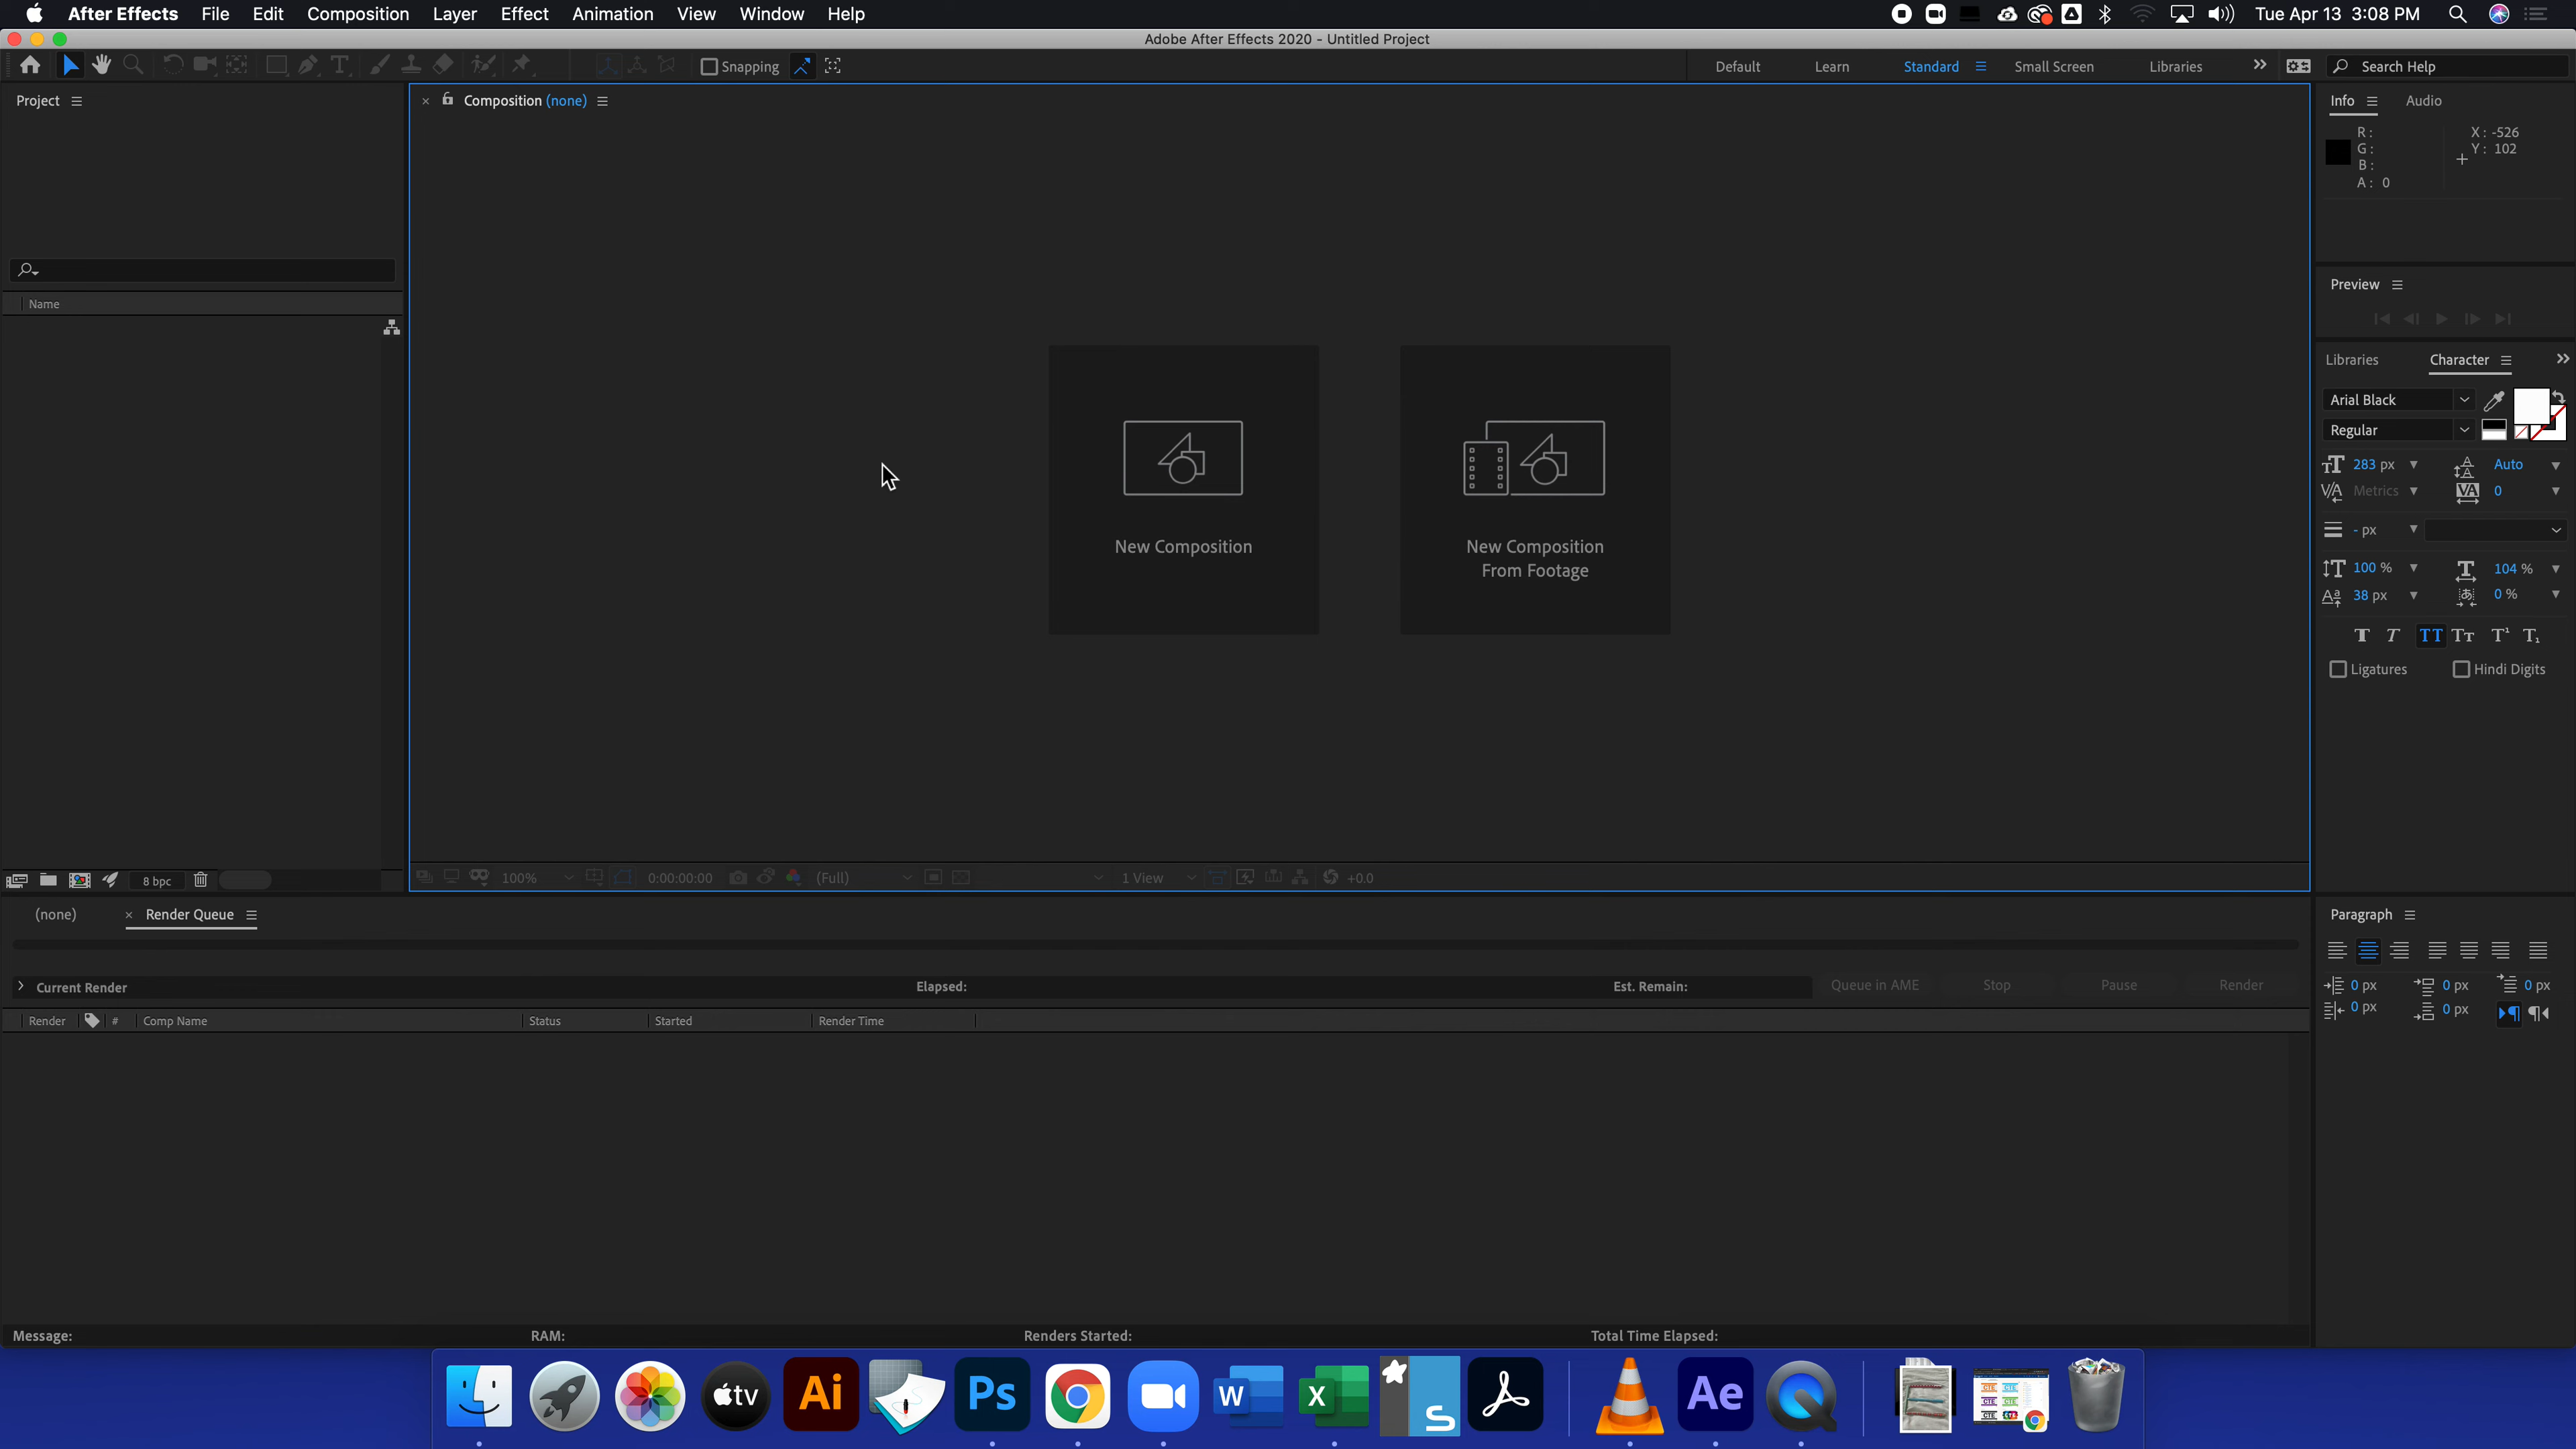 After Effects File Edit Composition Layer Effect Animation View Window Help Tue Apr 13 3:08 PM
Adobe After Effects 2020 - Untitled Project
Snapping Default Learn Standard Small Screen Libraries Search Help
Project
Composition (none)
Info Audio
R:
G:
B:
A: 0
X: -526
Y: 102
Name
Preview
New Composition
New Composition
From Footage
Libraries Character
Arial Black
Regular
283 px Auto
Metrics 0
- px
100 % 104 %
38 px 0 %
Ligatures Hindi Digits
8 bpc
100% 0:00:00:00 (Full) 1 View +0.0
(none) Render Queue
Paragraph
Current Render Elapsed: Est. Remain: Queue in AME Stop Pause Render
0 px 0 px 0 px
0 px 0 px
Render # Comp Name Status Started Render Time
Message: RAM: Renders Started: Total Time Elapsed:
tv Ai Ps W X S Ae